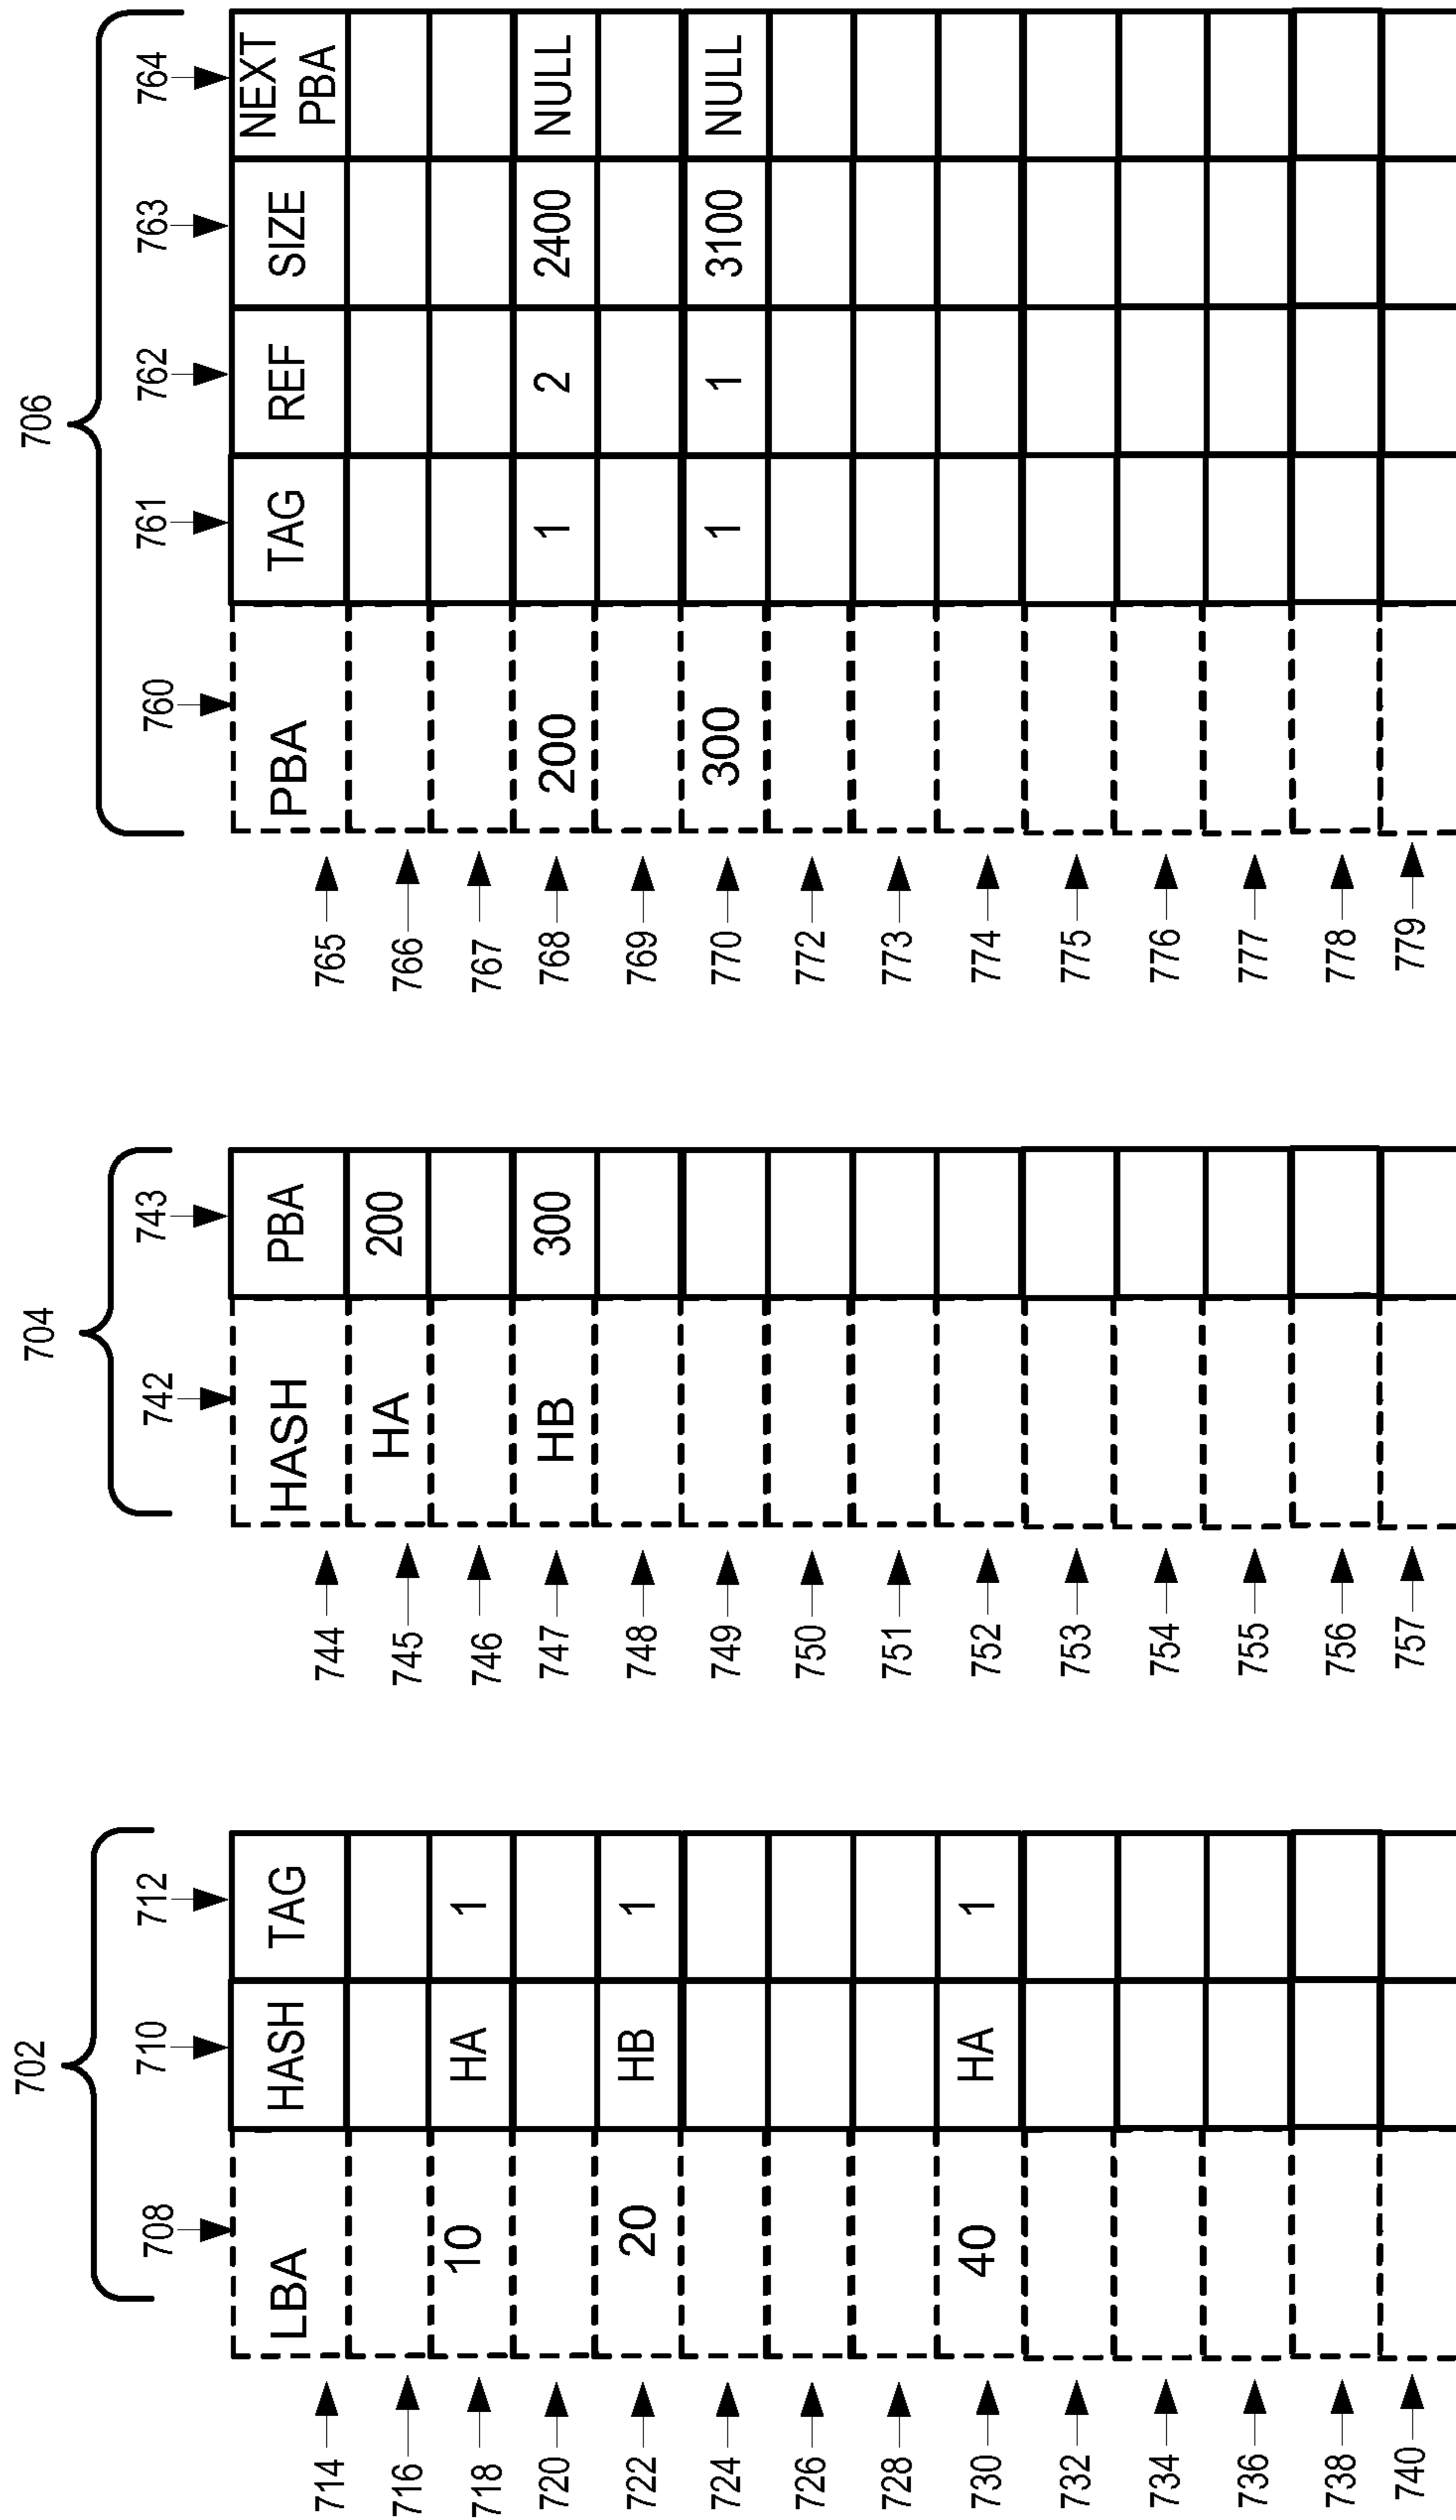 702
708 710 712
714 LBA HASH TAG
716
718 10 HA 1
720
722 20 HB 1
724
726
728
730 40 HA 1
732
734
736
738
740
704
742 743
744 HASH PBA
745 HA 200
746
747 HB 300
748
749
750
751
752
753
754
755
756
757
706
760 761 762 763 764
765 PBA TAG REF SIZE NEXT
PBA
766
767
768 200 1 2 2400 NULL
769
770 300 1 1 3100 NULL
772
773
774
775
776
777
778
779